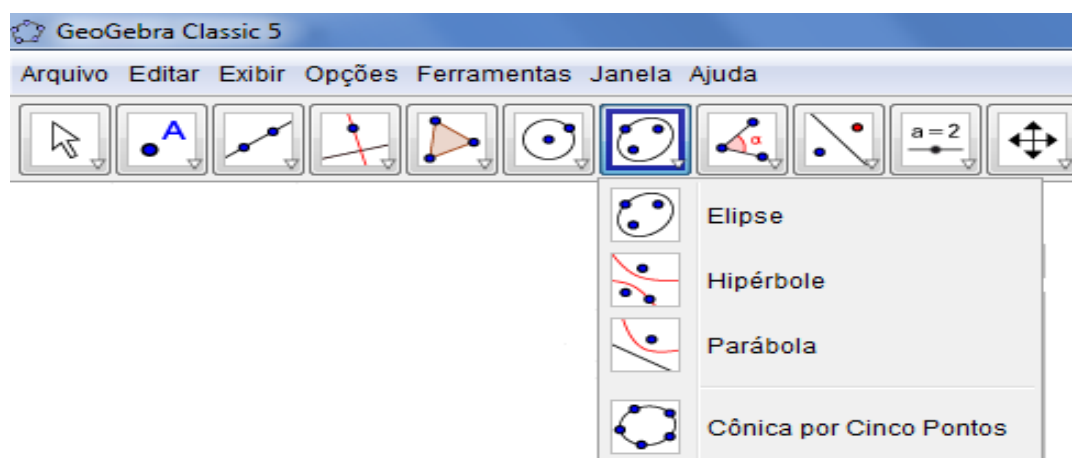 GeoGebra Classic 5
Arquivo Editar Exibir Opções Ferramentas Janela Ajuda
A
α
a = 2
Elipse
Hipérbole
Parábola
Cônica por Cinco Pontos